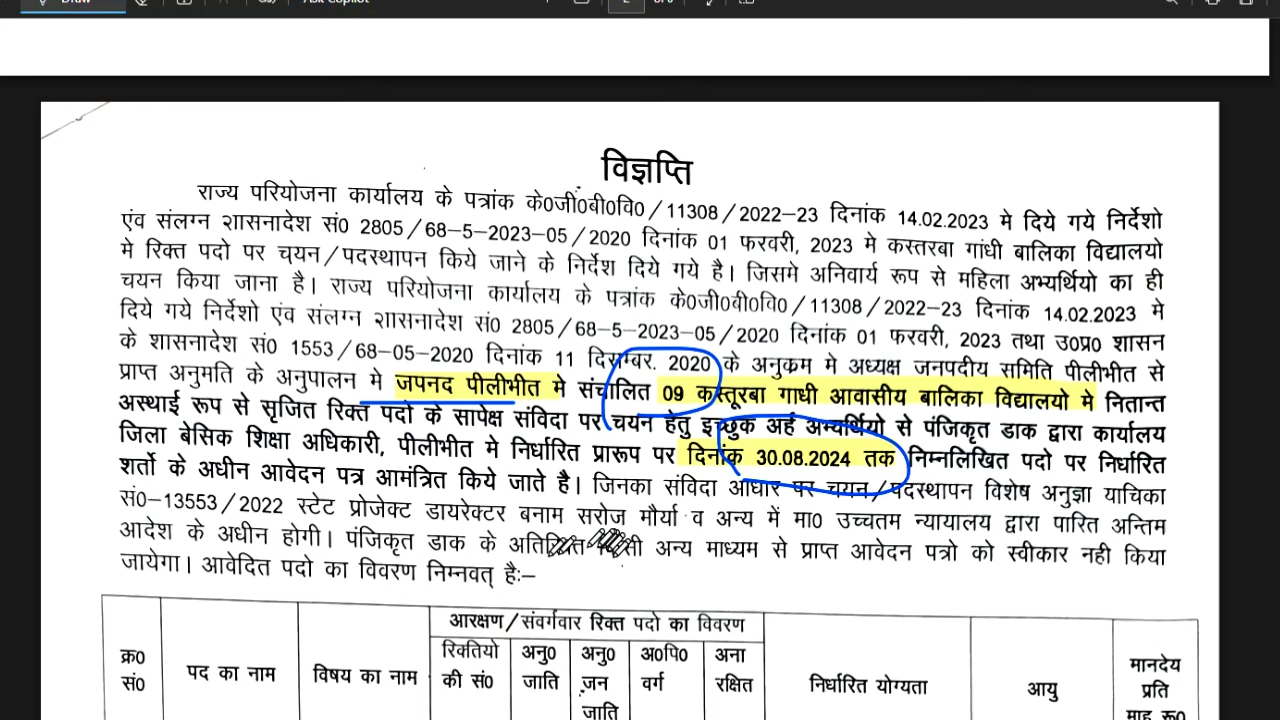 Draw
Ask Copilot
विज्ञप्ति
राज्य परियोजना कार्यालय के पत्रांक के0जी0बी0वि0/11308/2022-23 दिनांक 14.02.2023 मे दिये गये निर्देशो
एंव संलग्न शासनादेश सं0 2805/68-5-2023-05/2020 दिनांक 01 फरवरी, 2023 मे कस्तरबा गांधी बालिका विद्यालयो
मे रिक्त पदो पर चयन/पदस्थापन किये जाने के निर्देश दिये गये है। जिसमे अनिवार्य रूप से महिला अभ्यर्थियो का ही
चयन किया जाना है। राज्य परियोजना कार्यालय के पत्रांक के0जी0वी0वि0/11308/2022-23 दिनांक 14.02.2023 मे
दिये गये निर्देशो एंव संलग्न शासनादेश सं0 2805/68-5-2023-05/2020 दिनांक 01 फरवरी, 2023 तथा उ0प्र0 शासन
के शासनादेश सं0 1553/68-05-2020 दिनांक 11 दिसम्बर. 2020 के अनुक्रम मे अध्यक्ष जनपदीय समिति पीलीभीत से
प्राप्त अनुमति के अनुपालन मे जपनद पीलीभीत मे संचालित 09 कस्तूरबा गाधी आवासीय बालिका विद्यालयो मे नितान्त
अस्थाई रूप से सृजित रिक्त पदो के सापेक्ष संविदा पर चयन हेतु इच्छुक अर्ह अभ्यर्थियो से पंजिकृत डाक द्वारा कार्यालय
जिला बेसिक शिक्षा अधिकारी, पीलीभीत मे निर्धारित प्रारूप पर दिनांक 30.08.2024 तक निम्नलिखित पदो पर निर्धारित
शर्तो के अधीन आवेदन पत्र आमंत्रित किये जाते है। जिनका संविदा आधार पर चयन/पदस्थापन विशेष अनुज्ञा याचिका
सं0-13553/2022 स्टेट प्रोजेक्ट डायरेक्टर बनाम सरोज मौर्या व अन्य में मा0 उच्चतम न्यायालय द्वारा पारित अन्तिम
आदेश के अधीन होगी। पंजिकृत डाक के अन्य माध्यम से प्राप्त आवेदन पत्रो को स्वीकार नही किया
जायेगा। आवेदित पदो का विवरण निम्नवत् हैः-
आरक्षण/संवर्गवार रिक्त पदो का विवरण
क्र0 सं0 पद का नाम विषय का नाम रिक्तियो की सं0 अनु0 जाति अनु0 जन जाति अ0पि0 वर्ग अना रक्षित निर्धारित योग्यता आयु मानदेय प्रति माह रू0